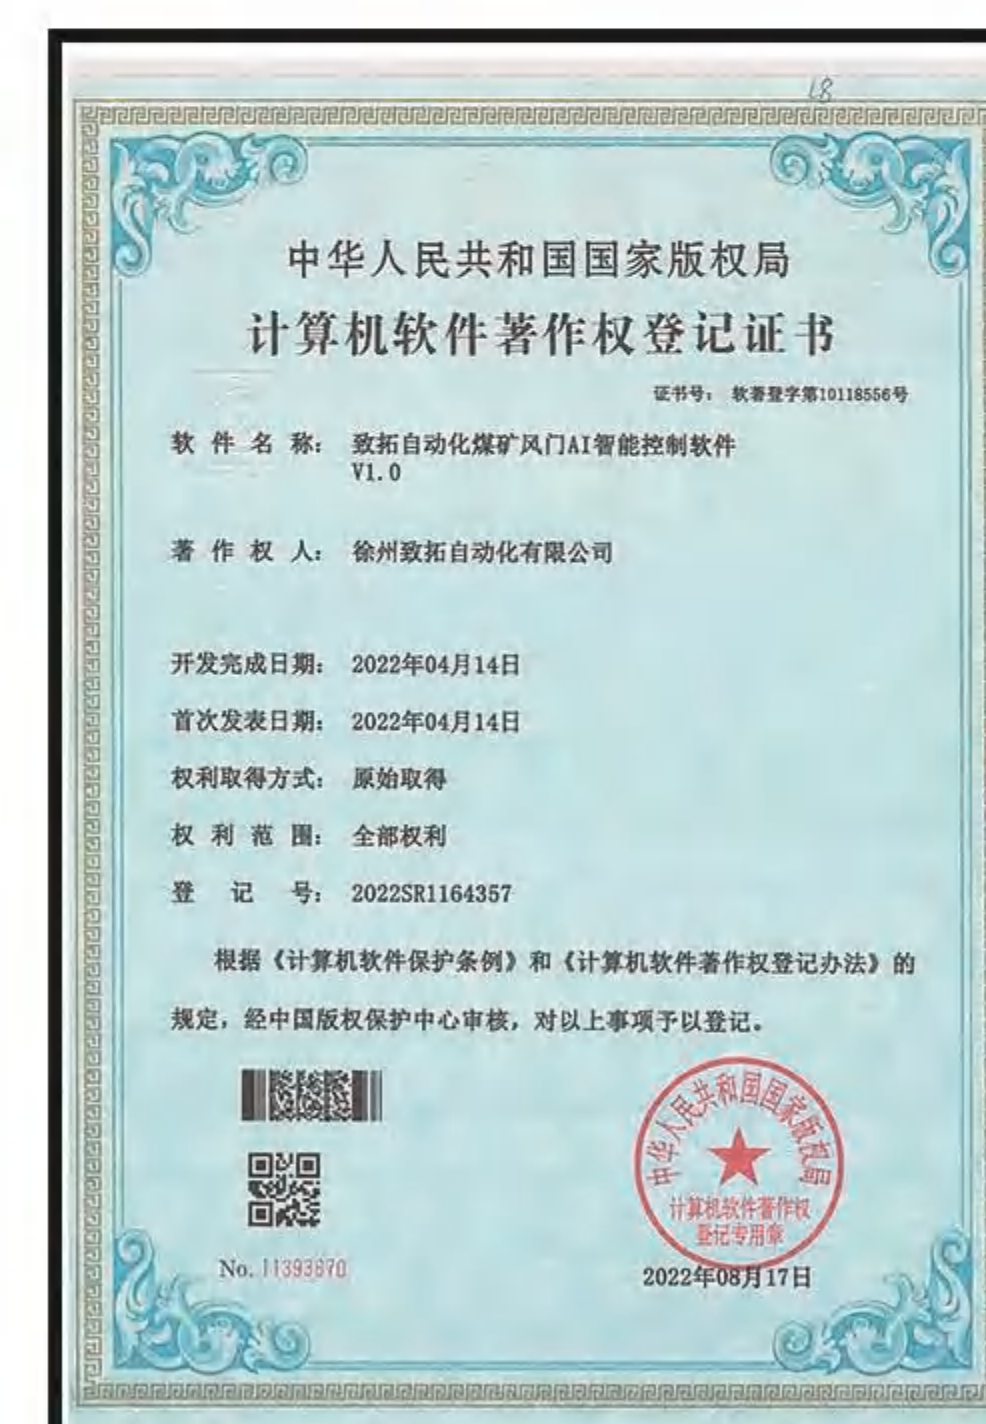 18
中华人民共和国国家版权局
计算机软件著作权登记证书
证书号： 软著登字第10118556号
软 件 名 称： 致拓自动化煤矿风门AI智能控制软件
V1.0
著 作 权 人： 徐州致拓自动化有限公司
开发完成日期： 2022年04月14日
首次发表日期： 2022年04月14日
权利取得方式： 原始取得
权 利 范 围： 全部权利
登 记 号： 2022SR1164357
根据《计算机软件保护条例》和《计算机软件著作权登记办法》的
规定，经中国版权保护中心审核，对以上事项予以登记。
中华人民共和国国家版权局
计算机软件著作权
登记专用章
No. 11393670
2022年08月17日